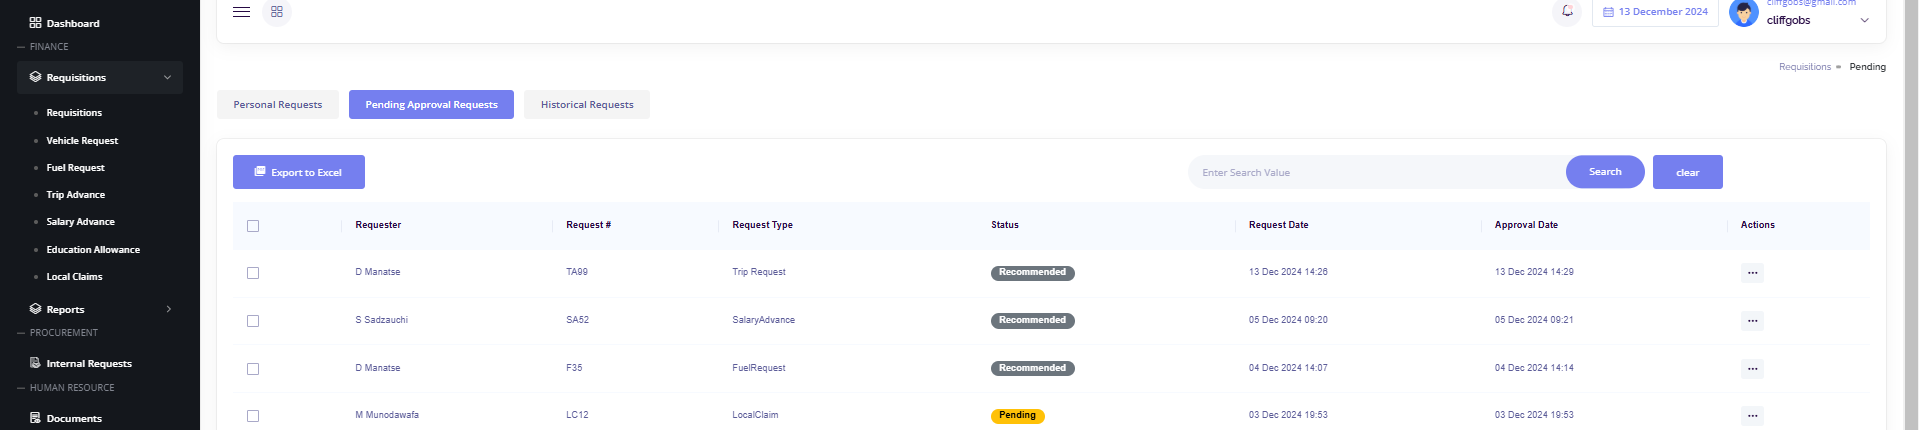 Dashboard
FINANCE
Requisitions
Requisitions
Vehicle Request
Fuel Request
Trip Advance
Salary Advance
Education Allowance
Local Claims
Reports
PROCUREMENT
Internal Requests
HUMAN RESOURCE
Documents
13 December 2024
cliffgobs@gmail.com
cliffgobs
Requisitions
Pending
Personal Requests
Pending Approval Requests
Historical Requests
Export to Excel
Enter Search Value
Search
clear
Requester Request # Request Type Status Request Date Approval Date Actions
D Manatse TA99 Trip Request Recommended 13 Dec 2024 14:26 13 Dec 2024 14:29
S Sadzauchi SA52 SalaryAdvance Recommended 05 Dec 2024 09:20 05 Dec 2024 09:21
D Manatse F35 FuelRequest Recommended 04 Dec 2024 14:07 04 Dec 2024 14:14
M Munodawafa LC12 LocalClaim Pending 03 Dec 2024 19:53 03 Dec 2024 19:53